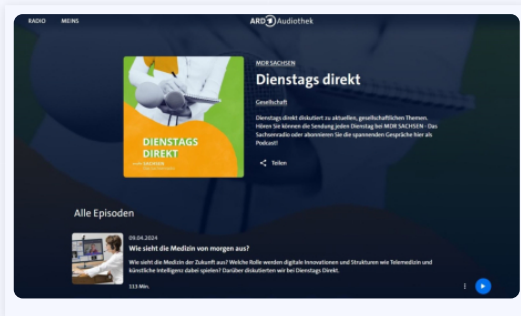 RADIO MEINS ARD 1 Audiothek
MDR SACHSEN
Dienstags direkt
Gesellschaft
Dienstags direkt diskutiert zu aktuellen, gesellschaftlichen Themen.
Hören Sie können die Sendung jeden Dienstag bei MDR SACHSEN - Das
Sachsenradio oder abonnieren Sie die spannenden Gespräche hier als
Podcast!
Teilen
DIENSTAGS
DIREKT
SACHSEN
Alle Episoden
09.04.2024
Wie sieht die Medizin von morgen aus?
Wie sieht die Medizin der Zukunft aus? Welche Rolle werden digitale Innovationen und Strukturen wie Telemedizin und
künstliche Intelligenz dabei spielen? Darüber diskutierten wir bei Dienstags Direkt.
113 Min.